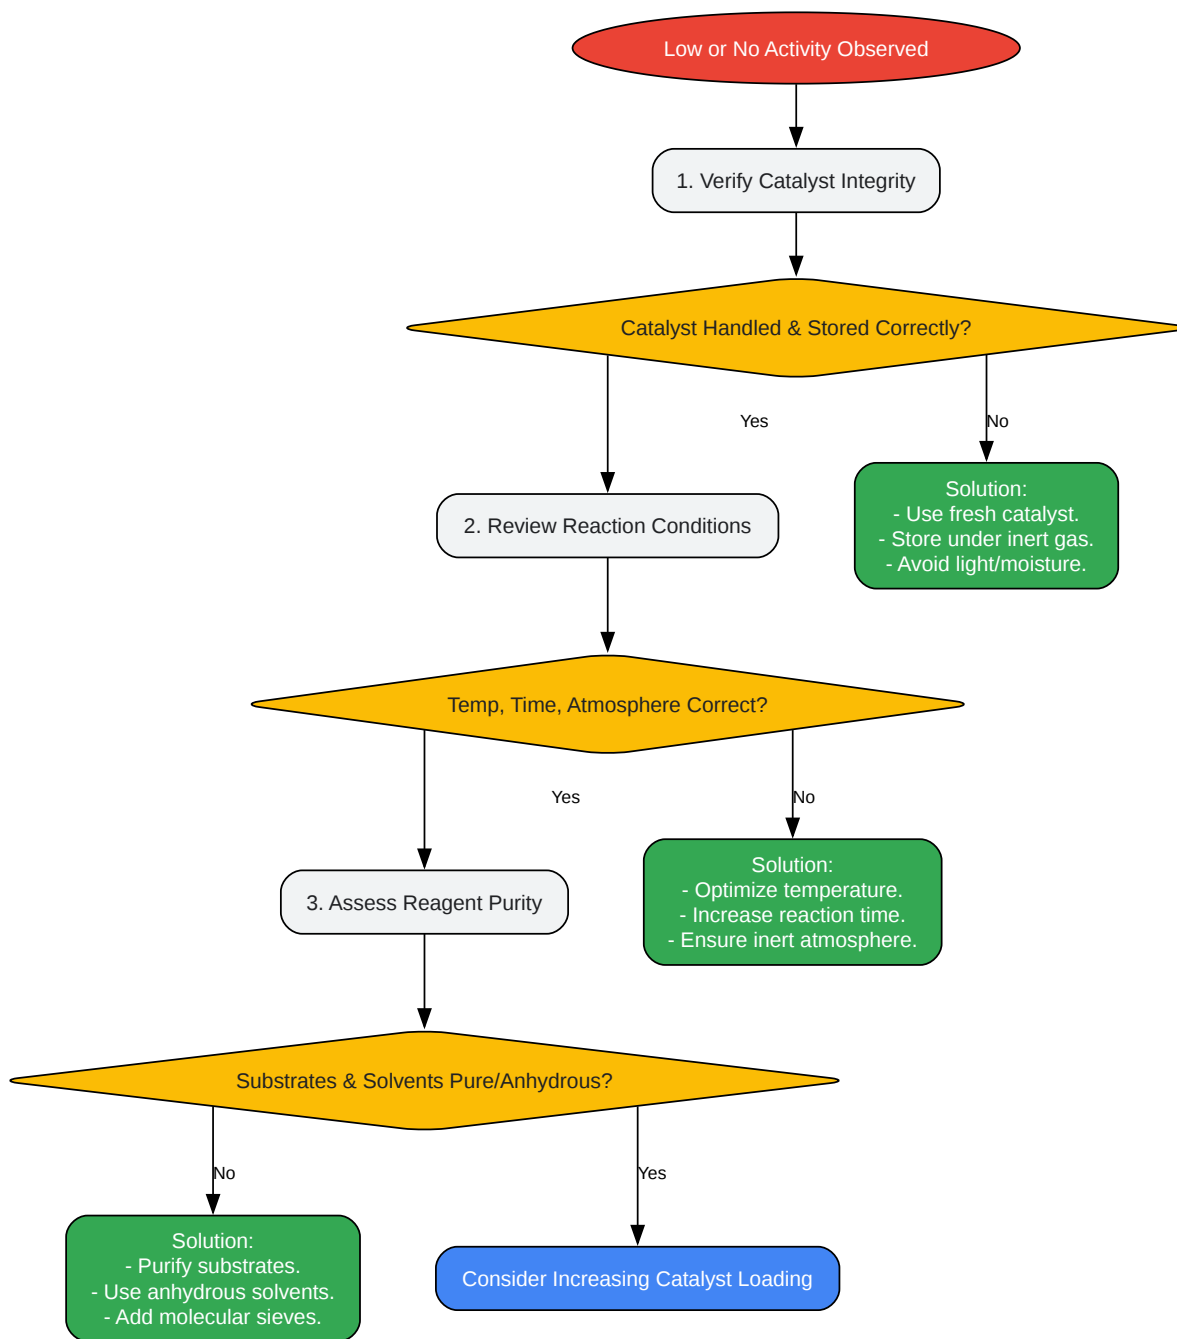 Low or No Activity Observed
1. Verify Catalyst Integrity
Catalyst Handled & Stored Correctly?
Yes
No
Solution:
- Use fresh catalyst.
- Store under inert gas.
- Avoid light/moisture.
2. Review Reaction Conditions
Temp, Time, Atmosphere Correct?
Yes
No
Solution:
- Optimize temperature.
- Increase reaction time.
- Ensure inert atmosphere.
3. Assess Reagent Purity
Substrates & Solvents Pure/Anhydrous?
No
Yes
Solution:
- Purify substrates.
- Use anhydrous solvents.
- Add molecular sieves.
Consider Increasing Catalyst Loading